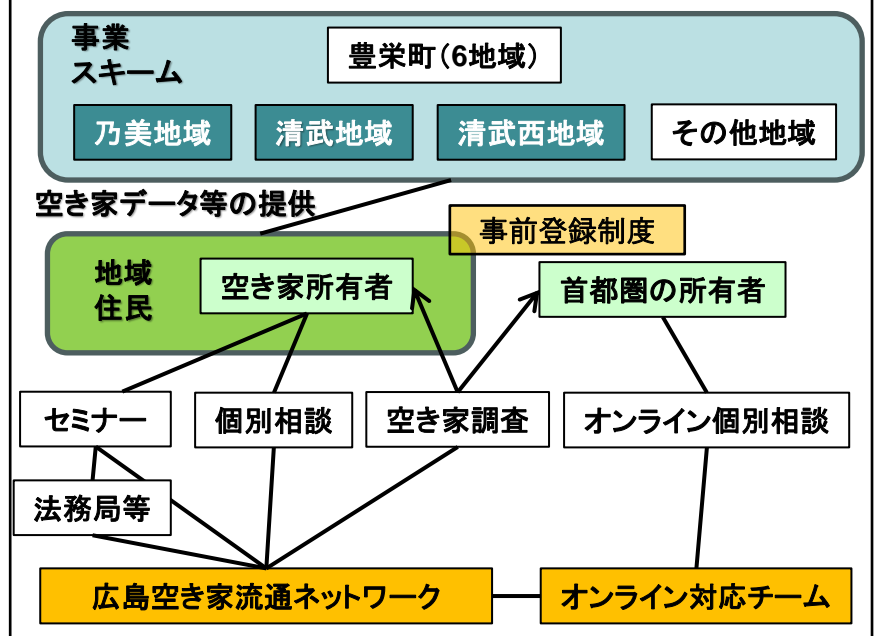 事業
スキーム
豊栄町(6地域)
乃美地域
清武地域
清武西地域
その他地域
空き家データ等の提供
事前登録制度
地域
住民
空き家所有者
首都圏の所有者
セミナー
個別相談
空き家調査
オンライン個別相談
法務局等
広島空き家流通ネットワーク
オンライン対応チーム